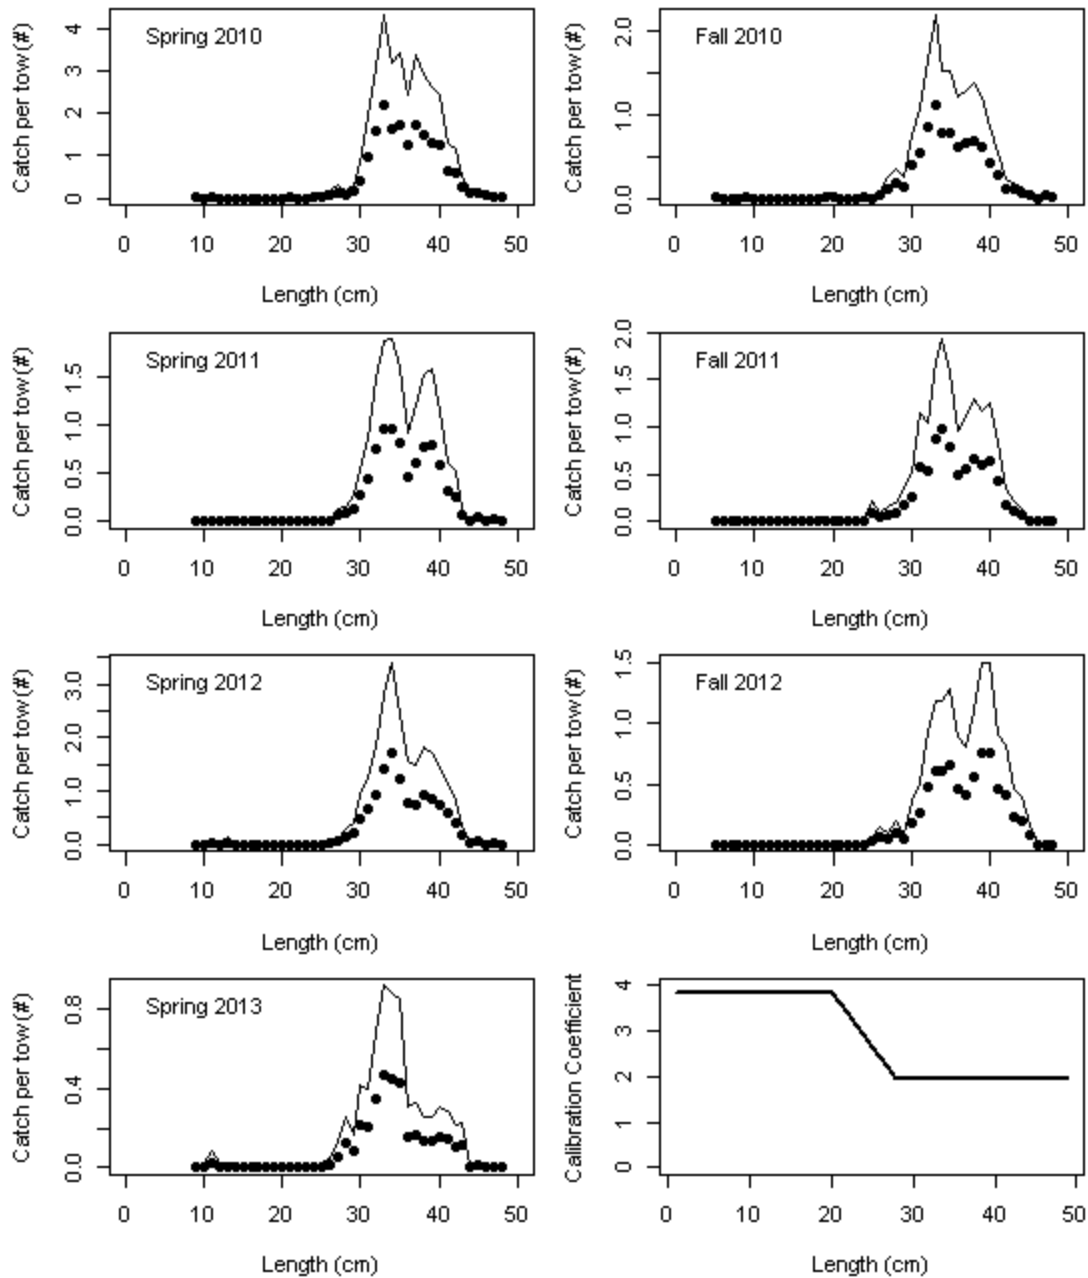 Spring 2010
Catch per tow (#)
0 1 2 3 4
0 10 20 30 40 50
Length (cm)
Fall 2010
Catch per tow (#)
0.0 1.0 2.0
0 10 20 30 40 50
Length (cm)
Spring 2011
Catch per tow (#)
0.0 0.5 1.0 1.5
0 10 20 30 40 50
Length (cm)
Fall 2011
Catch per tow (#)
0.0 0.5 1.0 1.5 2.0
0 10 20 30 40 50
Length (cm)
Spring 2012
Catch per tow (#)
0.0 1.0 2.0 3.0
0 10 20 30 40 50
Length (cm)
Fall 2012
Catch per tow (#)
0.0 0.5 1.0 1.5
0 10 20 30 40 50
Length (cm)
Spring 2013
Catch per tow (#)
0.0 0.4 0.8
0 10 20 30 40 50
Length (cm)
Calibration Coefficient
0 1 2 3 4
0 10 20 30 40 50
Length (cm)